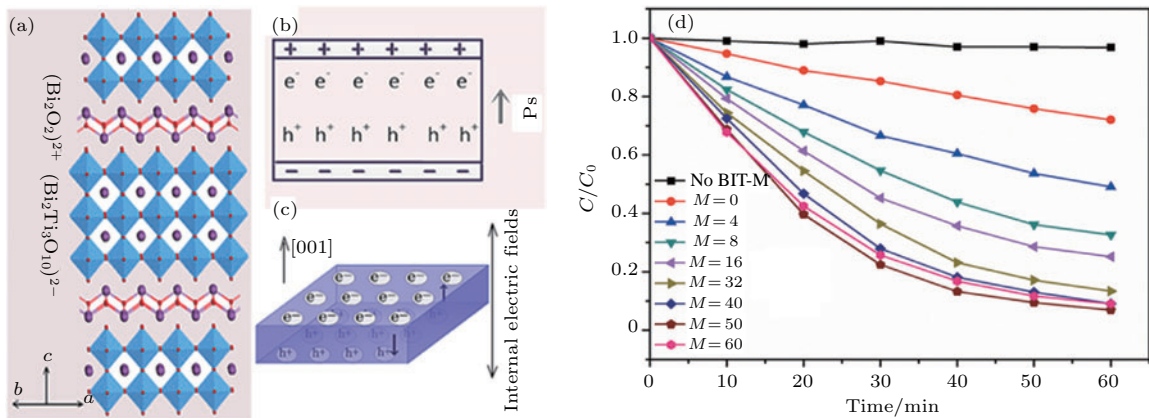 (a)
(Bi₂O₂)²⁺
(Bi₂Ti₃O₁₀)²⁻
c
b
a
(b)
+ + + + + +
e⁻ e⁻ e⁻ e⁻ e⁻ e⁻
h⁺ h⁺ h⁺ h⁺ h⁺ h⁺
− − − − − −
Ps
(c)
[001]
e⁻ e⁻ e⁻ e⁻
e⁻ e⁻ e⁻ e⁻
e⁻ e⁻ e⁻ e⁻
h⁺ h⁺ h⁺ h⁺
h⁺ h⁺ h⁺ h⁺
Internal electric fields
(d)
C/C₀
1.0
0.8
0.6
0.4
0.2
0
No BIT-M
M = 0
M = 4
M = 8
M = 16
M = 32
M = 40
M = 50
M = 60
0 10 20 30 40 50 60
Time/min